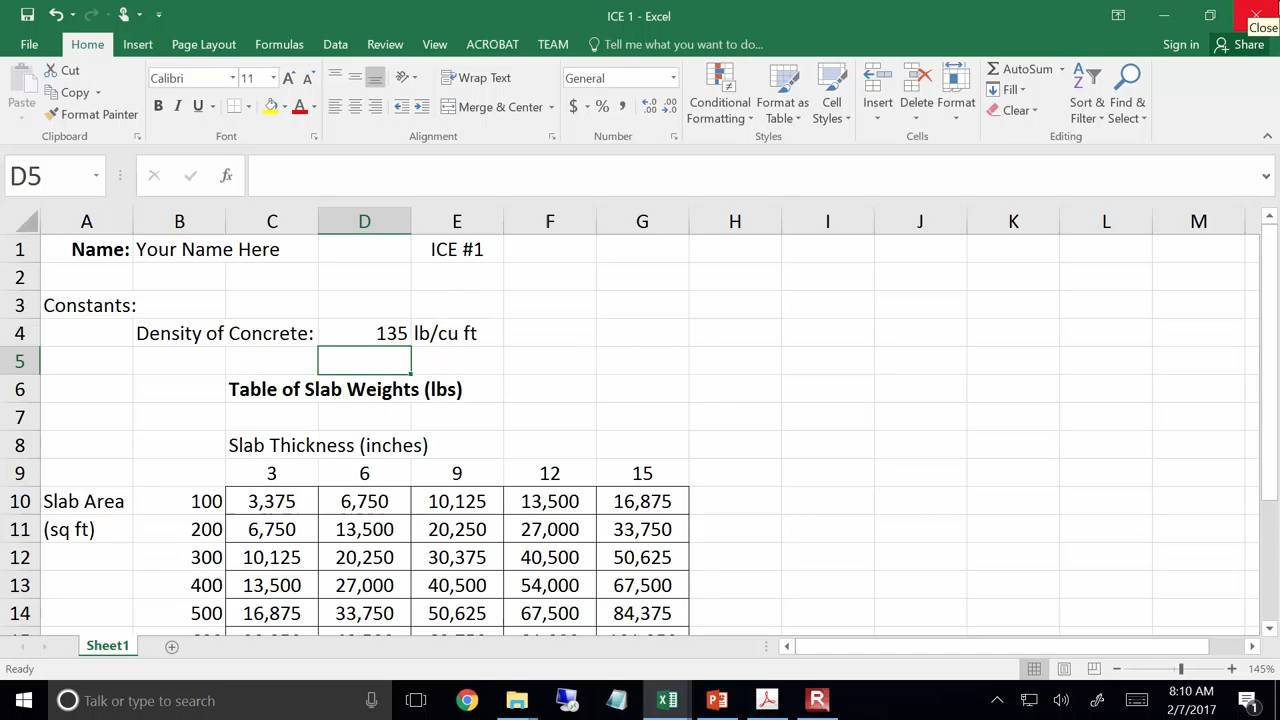 ICE 1 - Excel
Close
File Home Insert Page Layout Formulas Data Review View ACROBAT TEAM Tell me what you want to do... Sign in Share
Paste
Cut
Copy
Format Painter
Clipboard
Calibri 11
B I U A
Font
Wrap Text
Merge & Center
Alignment
General
$ % ,
Number
Conditional Formatting
Format as Table
Cell Styles
Styles
Insert Delete Format
Cells
AutoSum
Fill
Clear
Sort & Filter
Find & Select
Editing
D5 fx
A B C D E F G H I J K L M
1 Name: Your Name Here ICE #1
2
3 Constants:
4 Density of Concrete: 135 lb/cu ft
5
6 Table of Slab Weights (lbs)
7
8 Slab Thickness (inches)
9 3 6 9 12 15
10 Slab Area 100 3,375 6,750 10,125 13,500 16,875
11 (sq ft) 200 6,750 13,500 20,250 27,000 33,750
12 300 10,125 20,250 30,375 40,500 50,625
13 400 13,500 27,000 40,500 54,000 67,500
14 500 16,875 33,750 50,625 67,500 84,375
Sheet1
Ready 145%
Talk or type to search
8:10 AM
2/7/2017
1